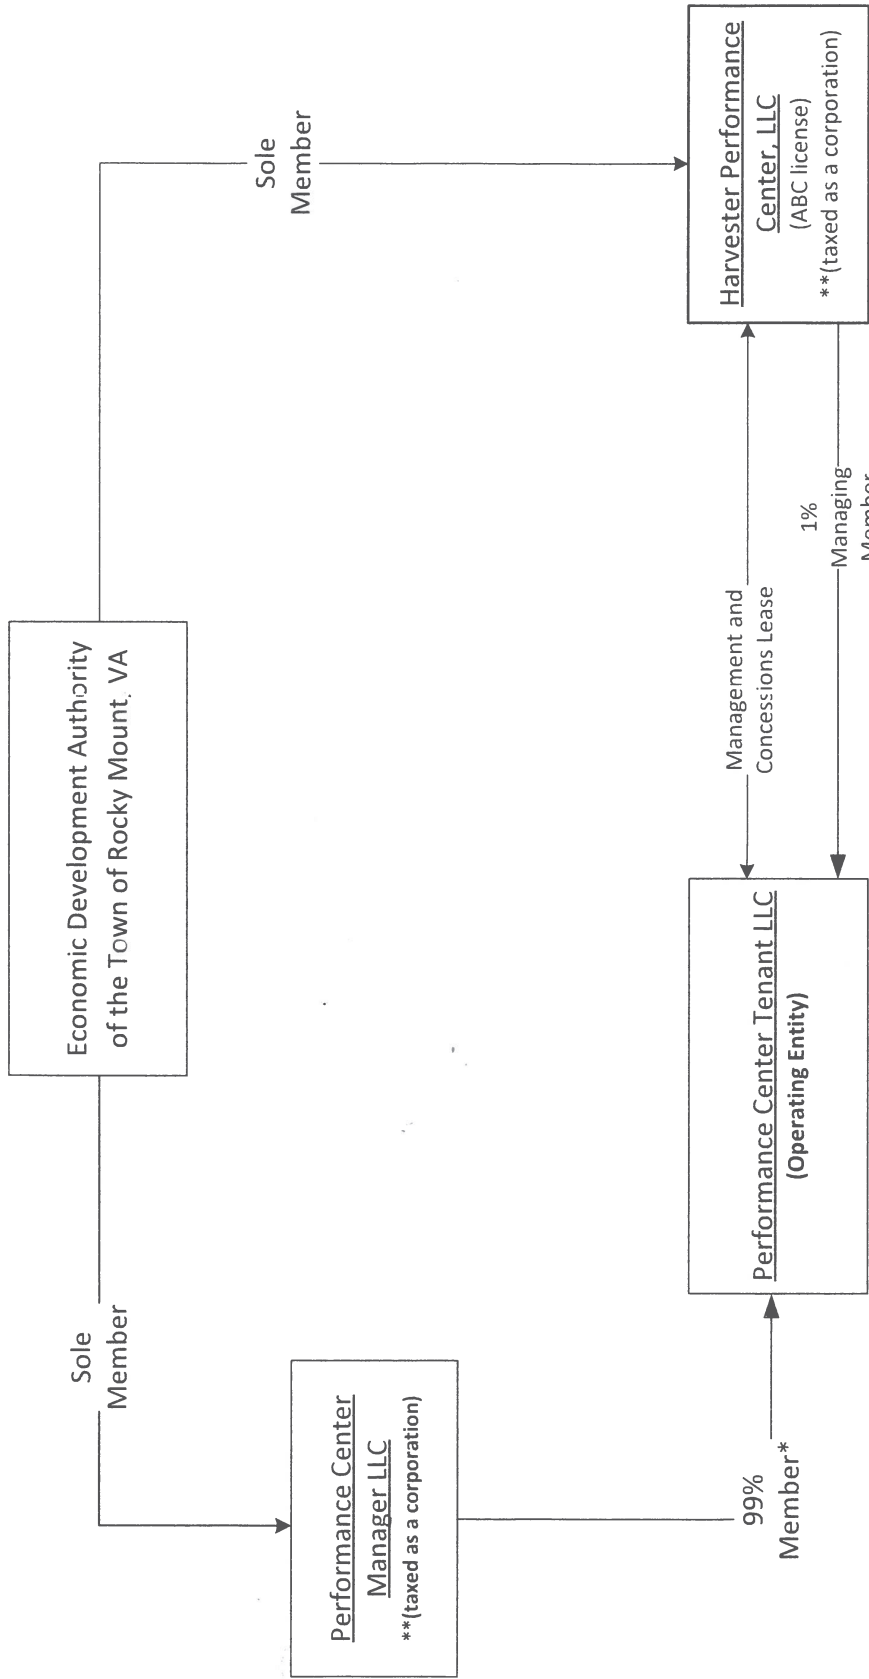 Economic Development Authority
of the Town of Rocky Mount, VA
Sole
Member
Sole
Member
Performance Center
Manager LLC
**(taxed as a corporation)
99%
Member*
Performance Center Tenant LLC
(Operating Entity)
Management and
Concessions Lease
1%
Managing
Member
Harvester Performance
Center, LLC
(ABC license)
**(taxed as a corporation)